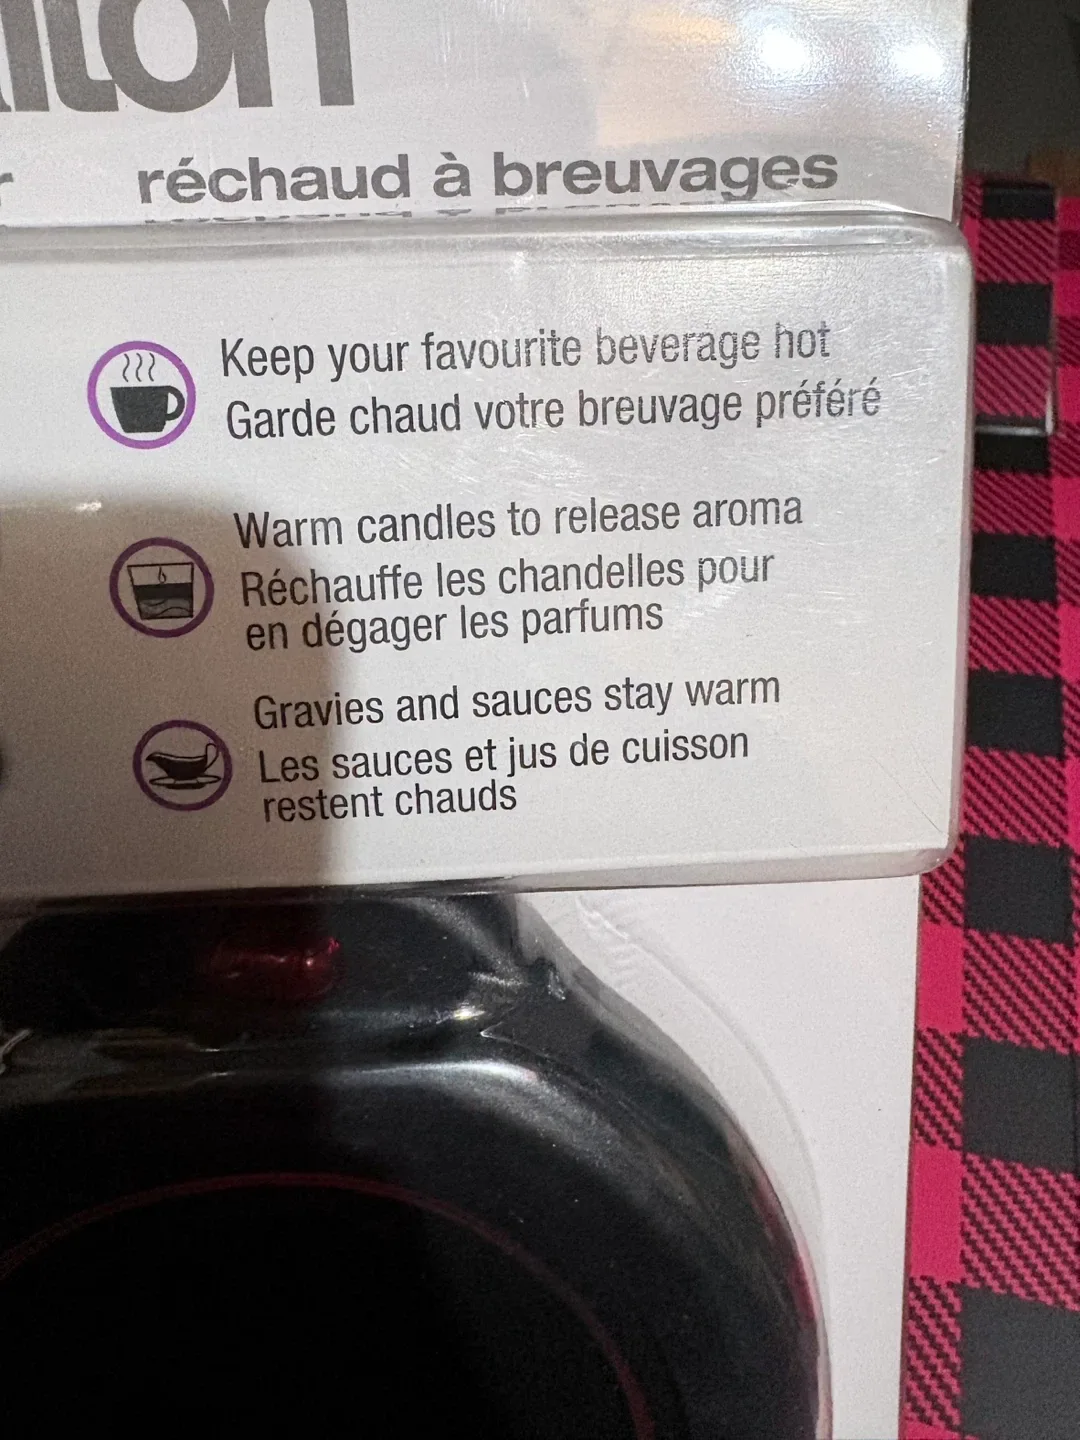 réchaud à breuvages
Keep your favourite beverage hot
Garde chaud votre breuvage préféré
Warm candles to release aroma
Réchauffe les chandelles pour
en dégager les parfums
Gravies and sauces stay warm
Les sauces et jus de cuisson
restent chauds